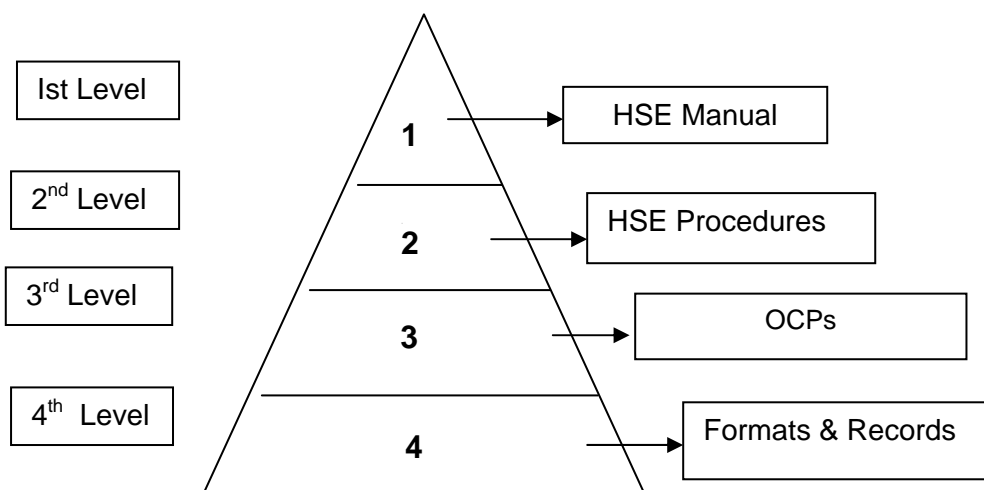 Ist Level
1
HSE Manual
2nd Level
2
HSE Procedures
3rd Level
3
OCPs
4th Level
4
Formats & Records